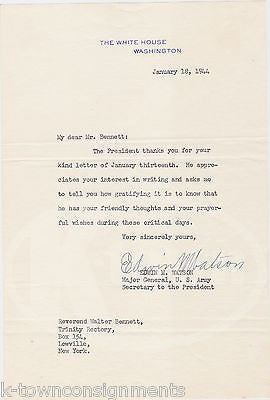 THE WHITE HOUSE
WASHINGTON
January 18, 1944
My dear Mr. Bennett:
The President thanks you for your
kind letter of January thirteenth. He appre-
ciates your interest in writing and asks me
to tell you how gratifying it is to know that
he has your friendly thoughts and your prayer-
ful wishes during these critical days.
Very sincerely yours,
Edwin M Watson
EDWIN M. WATSON
Major General, U. S. Army
Secretary to the President
Reverend Walter Bennett,
Trinity Rectory,
Box 154,
Lowville,
New York.
k-townconsignments